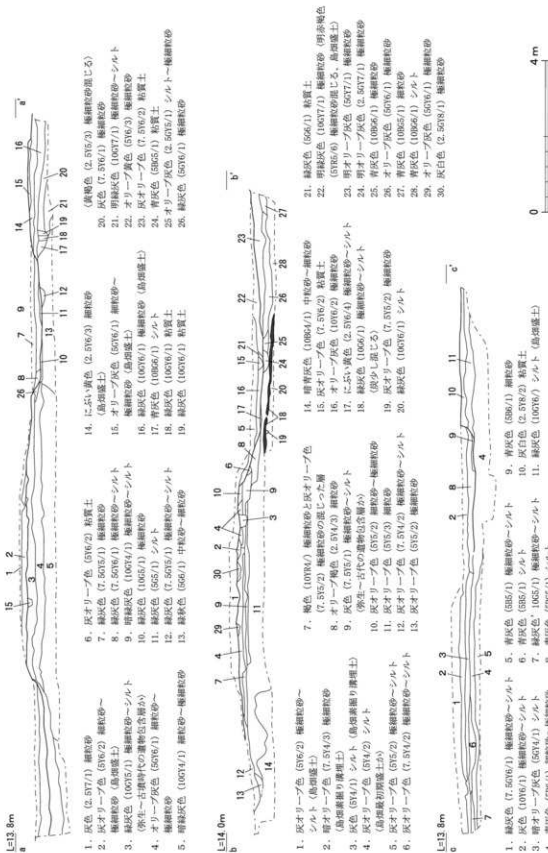 L=13.8m
a
a'
1. 灰色 (2.5Y7/1) 細粒砂
2. 灰オリーブ色 (5Y6/2) 極細粒砂～
極細粒砂 (島畑盛土)
3. 緑灰色 (10GY5/1) 極細粒砂～シルト
(弥生～古墳時代の遺物包含層か)
4. オリーブ灰色 (5GY6/1) 極細粒砂～
5. 暗緑灰色 (10GY4/1) 細粒砂～極細粒砂
6. 灰オリーブ色 (5Y6/2) 粘質土
7. 緑灰色 (7.5GY5/1) 極細粒砂
8. 緑灰色 (7.5GY6/1) 極細粒砂～シルト
9. 暗緑灰色 (10GY4/1) 極細粒砂～シルト
10. 緑灰色 (10G5/1) 極細粒砂
11. 緑灰色 (5G5/1) シルト
12. 緑灰色 (7.5GY5/1) 極細粒砂～シルト
13. 緑灰色 (5G6/1) 中粒砂～細粒砂
14. にぶい黄色 (2.5Y6/3) 細粒砂
(島畑盛土)
15. オリーブ灰色 (5GY6/1) 細粒砂～
極細粒砂 (島畑盛土)
16. 緑灰色 (10GY6/1) 極細粒砂 (島畑盛土)
17. 青灰色 (10BG6/1) シルト
18. 緑灰色 (10GY6/1) 粘質土
19. 緑灰色 (10GY6/1) 粘質土
(黄褐色 (2.5Y5/3) 極細粒砂混じる)
20. 灰色 (7.5Y6/1) 極細粒砂
21. 明緑灰色 (10GY7/1) 極細粒砂～シルト
22. オリーブ黄色 (5Y6/3) 極細粒砂
23. 灰オリーブ色 (7.5Y6/2) 粘質土
24. 青灰色 (5BG5/1) 粘質土
25 オリーブ灰色 (2.5GY5/1) シルト～極細粒砂
26. 緑灰色 (5GY6/1) 極細粒砂
L=14.0m
b
b'
1. 灰オリーブ色 (5Y6/2) 極細粒砂～
シルト (島畑盛土)
2. 暗オリーブ色 (7.5Y4/3) 極細粒砂
(島畑素掘り溝埋土)
3. 灰色 (5Y4/1) シルト (島畑素掘り溝埋土)
4. 灰オリーブ色 (5Y4/2) シルト
(島畑最初期盛土か)
5. 灰オリーブ色 (5Y5/2) 極細粒砂～シルト
6. 灰オリーブ色 (7.5Y4/2) 極細粒砂
7. 褐色 (10YR4/) 極細粒砂と灰オリーブ色
(7.5Y5/2) 極細粒砂の混じった層
8. オリーブ褐色 (2.5Y4/3) 細粒砂
9. 灰色 (7.5Y5/1) 極細粒砂～シルト
(弥生～古代の遺物包含層か)
10. 灰オリーブ色 (5Y5/2) 細粒砂～極細粒砂
11. 灰オリーブ色 (5Y5/3) 細粒砂
12. 灰オリーブ色 (7.5Y4/2) 極細粒砂～シルト
13. 灰オリーブ色 (5Y5/2) 極細粒砂
14. 暗青灰色 (10BG4/1) 中粒砂～細粒砂
15. 灰オリーブ色 (7.5Y6/2) 粘質土
16. オリーブ灰色 (10Y6/2) 極細粒砂
17. にぶい黄色 (2.5Y6/4) 極細粒砂～シルト
18. 緑灰色 (10G6/1) 極細粒砂～シルト
(炭少し混じる)
19. 灰オリーブ色 (7.5Y5/2) 極細粒砂
20. 緑灰色 (10GY6/1) シルト
21. 緑灰色 (5G6/1) 粘質土
22. 明緑灰色 (10GY7/1) 極細粒砂 (明赤褐色
(5YR5/6) 極細粒砂混じる、島畑盛土)
23. 明オリーブ灰色 (5GY7/1) 極細粒砂
24. 明オリーブ灰色 (2.5GY7/1) 極細粒砂
25. 青灰色 (10BG6/1) 極細粒砂
26. オリーブ灰色 (5GY6/1) 極細粒砂
27. 青灰色 (10BG5/1) 細粒砂
28. 青灰色 (10BG6/1) シルト
29. オリーブ灰色 (5GY6/1) 極細粒砂
30. 灰白色 (2.5GY8/1) 極細粒砂
L=13.8m
c
c'
1. 緑灰色 (7.5GY6/1) 極細粒砂～シルト
2. 灰色 (10Y6/1) 極細粒砂～シルト
3. 暗オリーブ灰色 (5GY4/1) シルト
5. 青灰色 (5B5/1) 極細粒砂～シルト
6. 青灰色 (5B5/1) シルト
7. 緑灰色' 10G5/1) 極細粒砂～シルト
9. 青灰色 (5B6/1) 細粒砂
10. 灰白色 (2.5Y8/2) 粘質土
11. 緑灰色 (10GY6/) シルト (島畑盛土)
0
4m